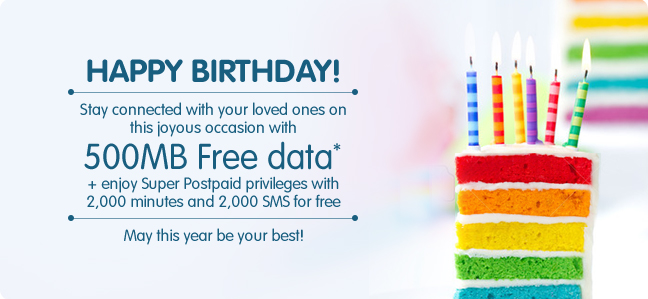 HAPPY BIRTHDAY!
Stay connected with your loved ones on
this joyous occasion with
500MB Free data*
+ enjoy Super Postpaid privileges with
2,000 minutes and 2,000 SMS for free
May this year be your best!